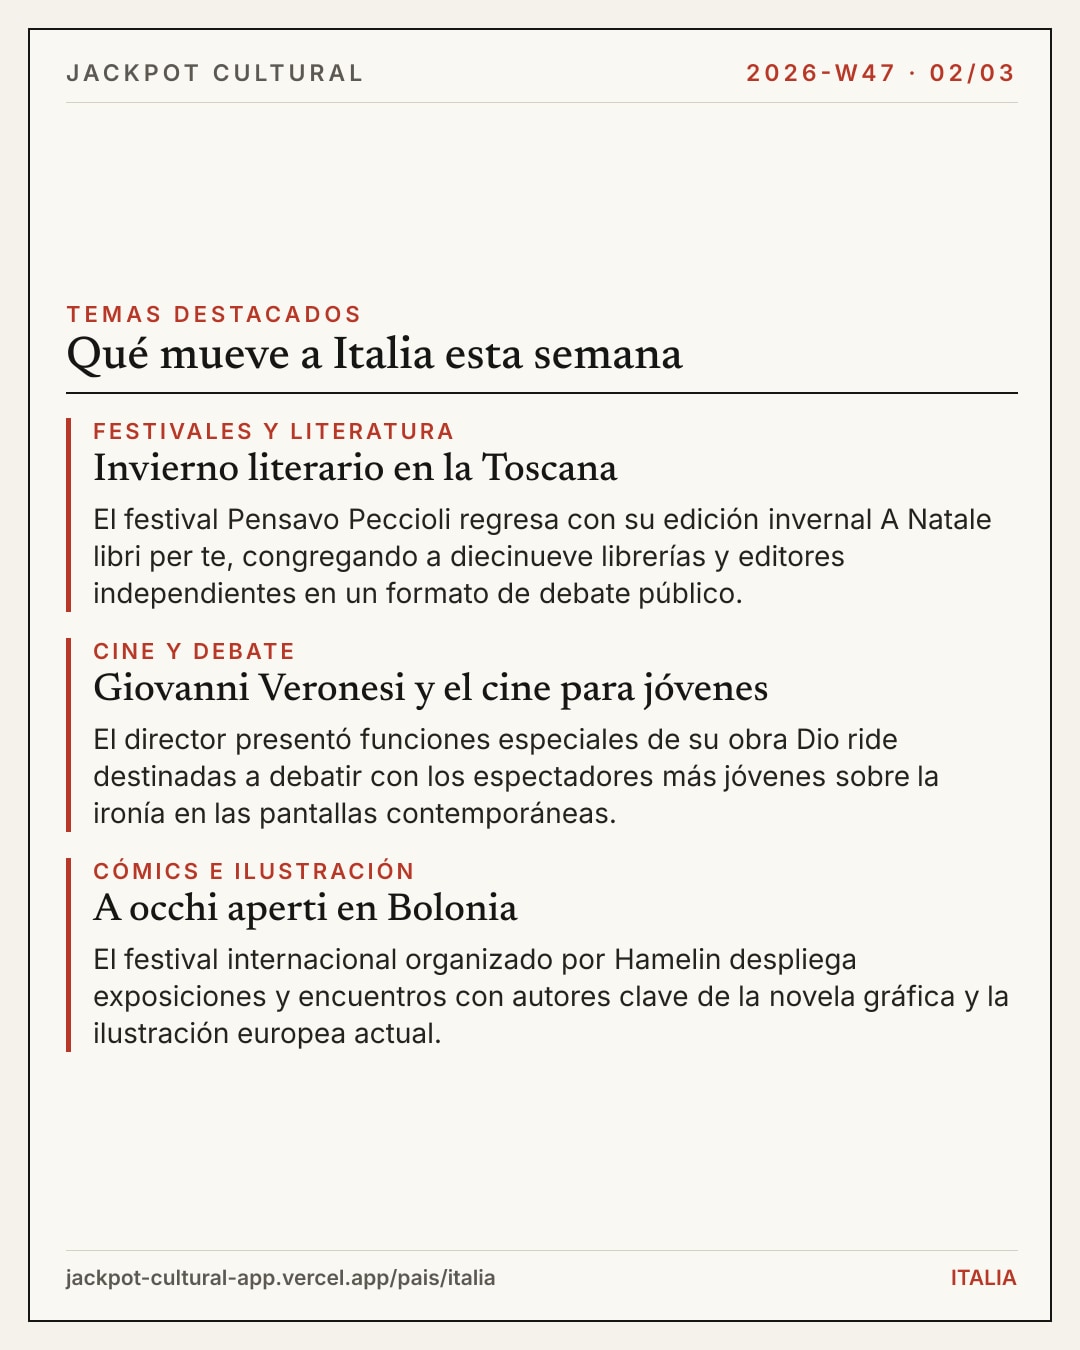 JACKPOT CULTURAL
2026-W47 · 02/03
TEMAS DESTACADOS
Qué mueve a Italia esta semana
FESTIVALES Y LITERATURA
Invierno literario en la Toscana
El festival Pensavo Peccioli regresa con su edición invernal A Natale
libri per te, congregando a diecinueve librerías y editores
independientes en un formato de debate público.
CINE Y DEBATE
Giovanni Veronesi y el cine para jóvenes
El director presentó funciones especiales de su obra Dio ride
destinadas a debatir con los espectadores más jóvenes sobre la
ironía en las pantallas contemporáneas.
CÓMICS E ILUSTRACIÓN
A occhi aperti en Bolonia
El festival internacional organizado por Hamelin despliega
exposiciones y encuentros con autores clave de la novela gráfica y la
ilustración europea actual.
jackpot-cultural-app.vercel.app/pais/italia
ITALIA